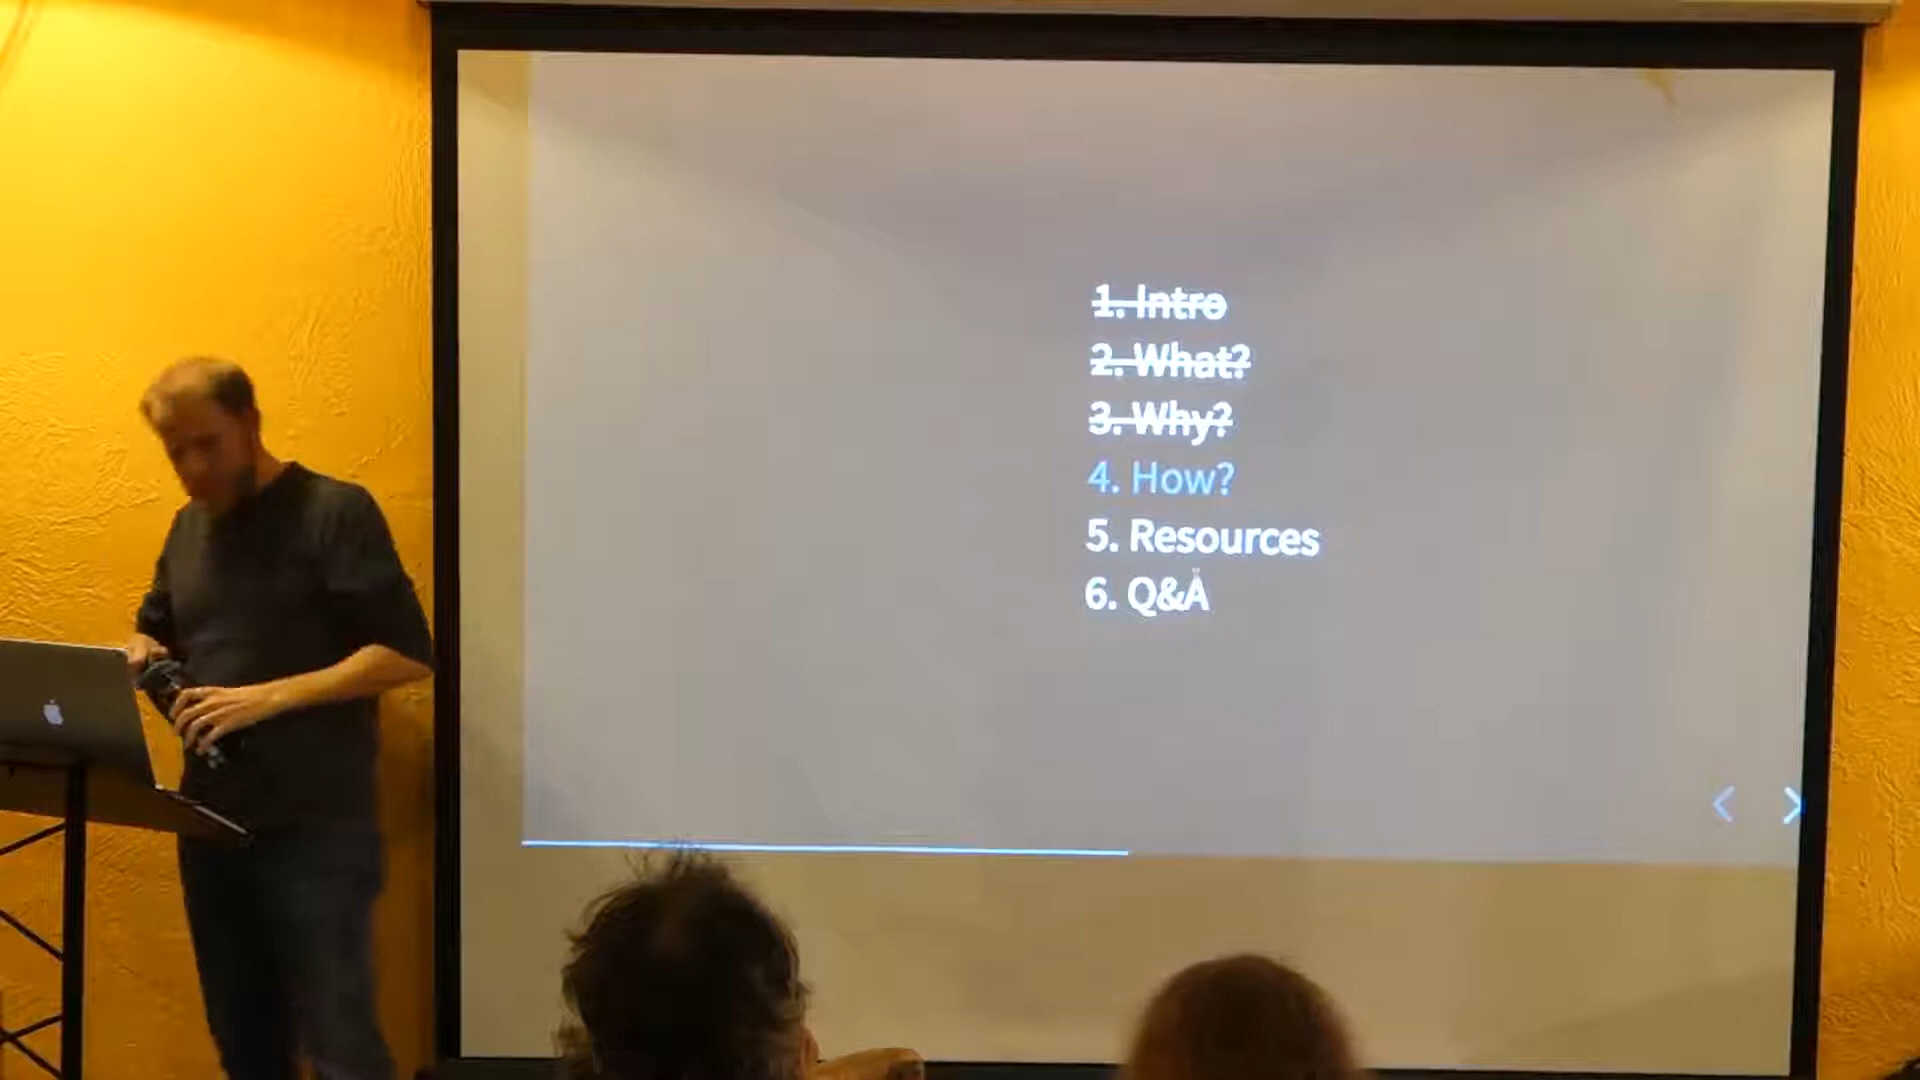 1. Intro
2. What?
3. Why?
4. How?
5. Resources
6. Q&A